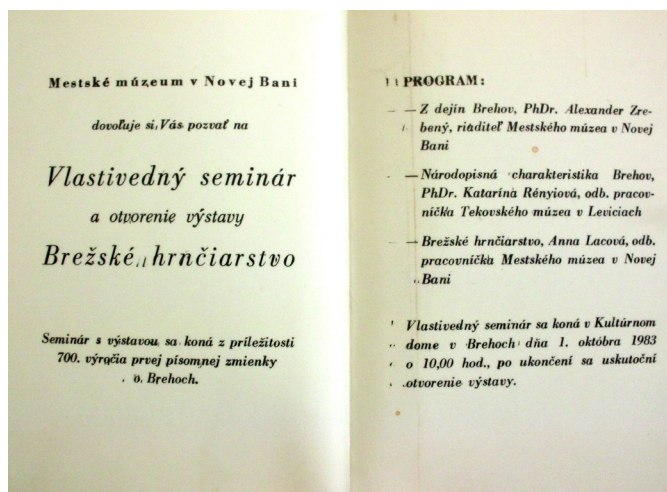 Mestské múzeum v Novej Bani
dovoľuje si Vás pozvať na
Vlastivedný seminár
a otvorenie výstavy
Brežské hrnčiarstvo
Seminár s výstavou sa koná z príležitosti
700. výročia prvej písomnej zmienky
o Brehoch.
PROGRAM:
— Z dejín Brehov, PhDr. Alexander Zre-
bený, riaditeľ Mestského múzea v Novej
Bani
— Národopisná charakteristika Brehov,
PhDr. Katarína Rényiová, odb. pracov-
níčka Tekovského múzea v Leviciach
— Brežské hrnčiarstvo, Anna Lacová, odb.
pracovníčka Mestského múzea v Novej
Bani
Vlastivedný seminár sa koná v Kultúrnom
dome v Brehoch dňa 1. októbra 1983
o 10,00 hod., po ukončení sa uskutoční
otvorenie výstavy.